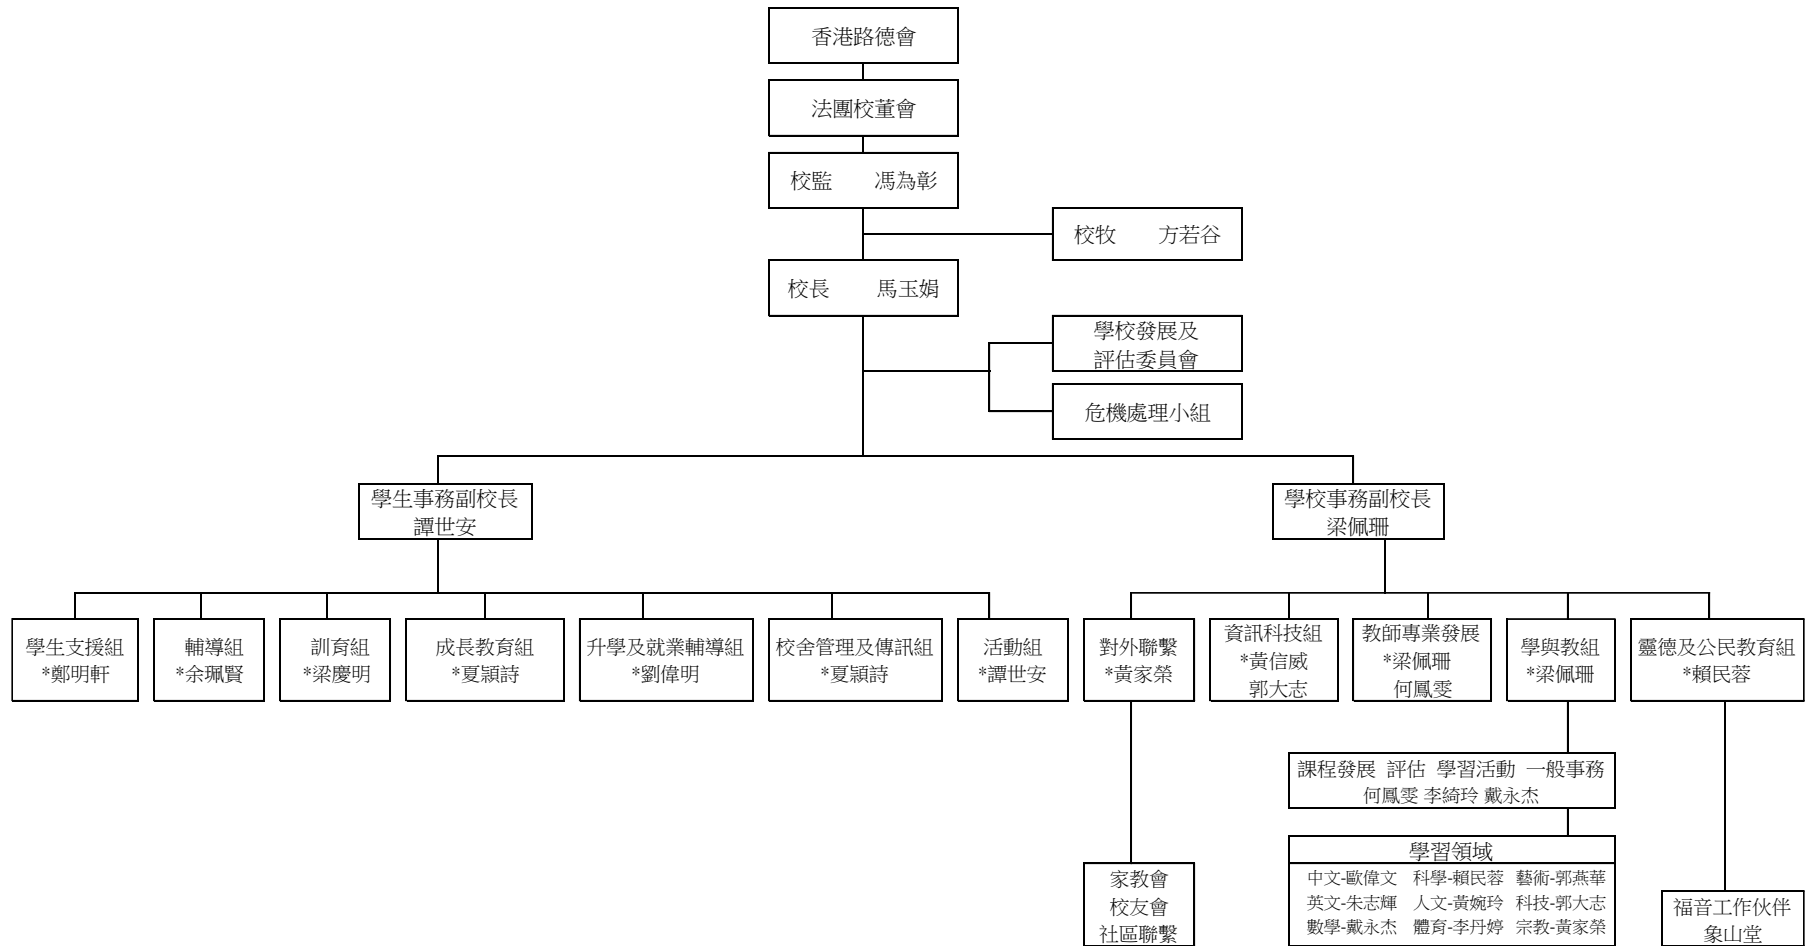 香港路德會
法團校董會
校監 馮為彰
校牧 方若谷
校長 馬玉娟
學校發展及
評估委員會
危機處理小組
學生事務副校長
譚世安
學校事務副校長
梁佩珊
學生支援組
*鄭明軒
輔導組
*余珮賢
訓育組
*梁慶明
成長教育組
*夏頴詩
升學及就業輔導組
*劉偉明
校舍管理及傳訊組
*夏頴詩
活動組
*譚世安
對外聯繫
*黃家榮
資訊科技組
*黃信威
郭大志
教師專業發展
*梁佩珊
何鳳雯
學與教組
*梁佩珊
靈德及公民教育組
*賴民蓉
課程發展 評估 學習活動 一般事務
何鳳雯 李綺玲 戴永杰
學習領域
中文-歐偉文 科學-賴民蓉 藝術-郭燕華
英文-朱志輝 人文-黃婉玲 科技-郭大志
數學-戴永杰 體育-李丹婷 宗教-黃家榮
家教會
校友會
社區聯繫
福音工作伙伴
象山堂